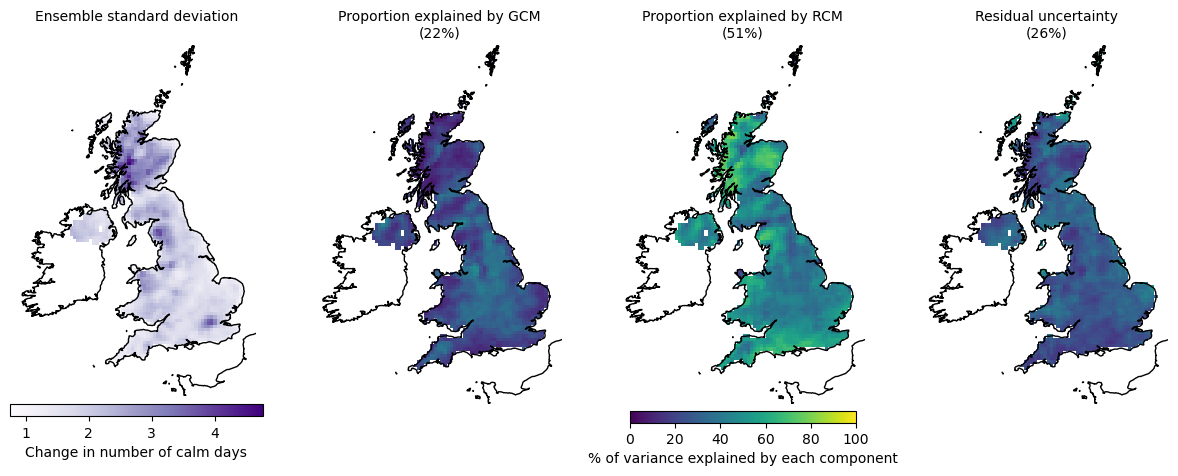 Ensemble standard deviation
Proportion explained by GCM
(22%)
Proportion explained by RCM
(51%)
Residual uncertainty
(26%)
1 2 3 4
Change in number of calm days
0 20 40 60 80 100
% of variance explained by each component